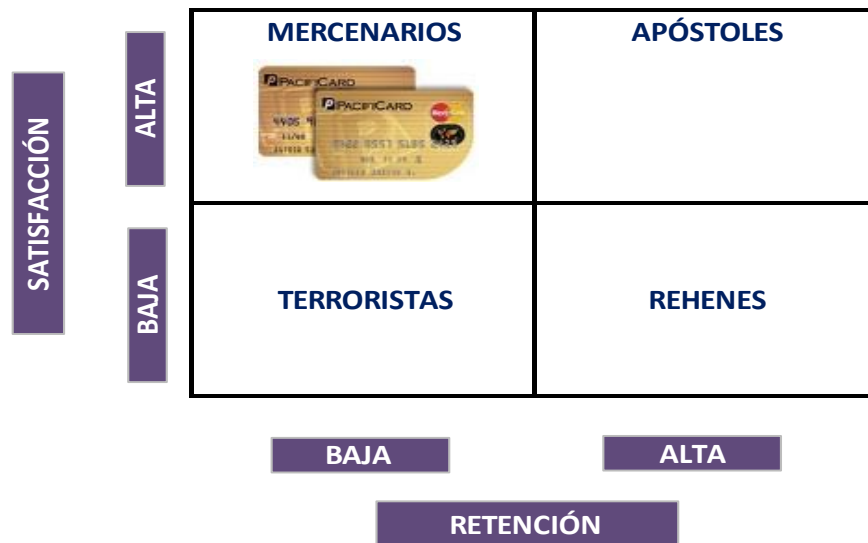 MERCENARIOS
APÓSTOLES
PACIFICARD
PACIFICARD
ALTA
SATISFACCIÓN
BAJA
TERRORISTAS
REHENES
BAJA
ALTA
RETENCIÓN